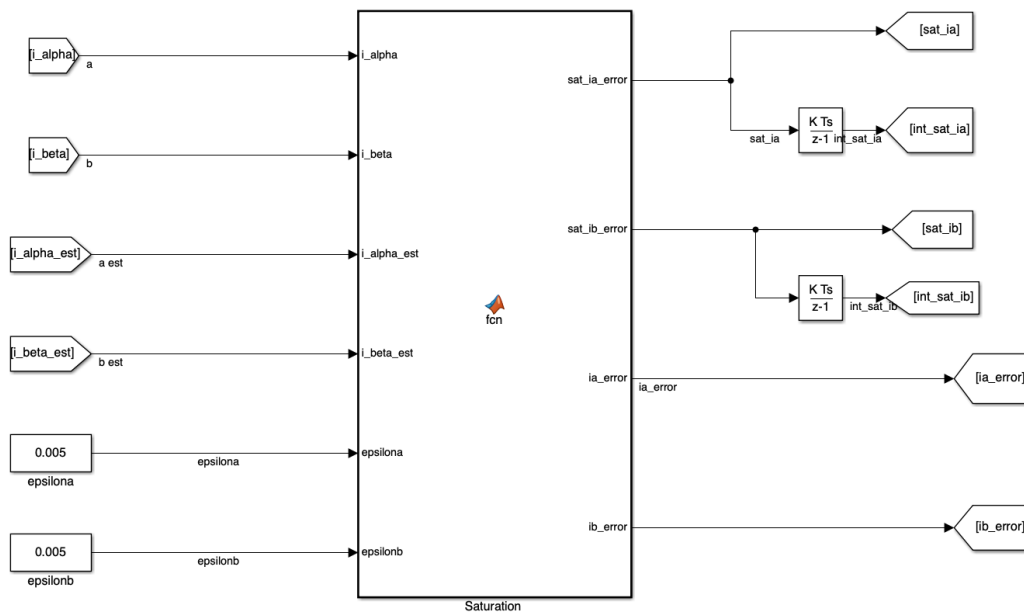 [i_alpha]
a
i_alpha
[i_beta]
b
i_beta
[i_alpha_est]
a est
i_alpha_est
[i_beta_est]
b est
i_beta_est
0.005
epsilona
epsilona
epsilona
0.005
epsilonb
epsilonb
epsilonb
fcn
Saturation
sat_ia_error
[sat_ia]
sat_ia
K Ts
z-1
int_sat_ia
[int_sat_ia]
sat_ib_error
[sat_ib]
K Ts
z-1
int_sat_ib
[int_sat_ib]
ia_error
ia_error
[ia_error]
ib_error
[ib_error]